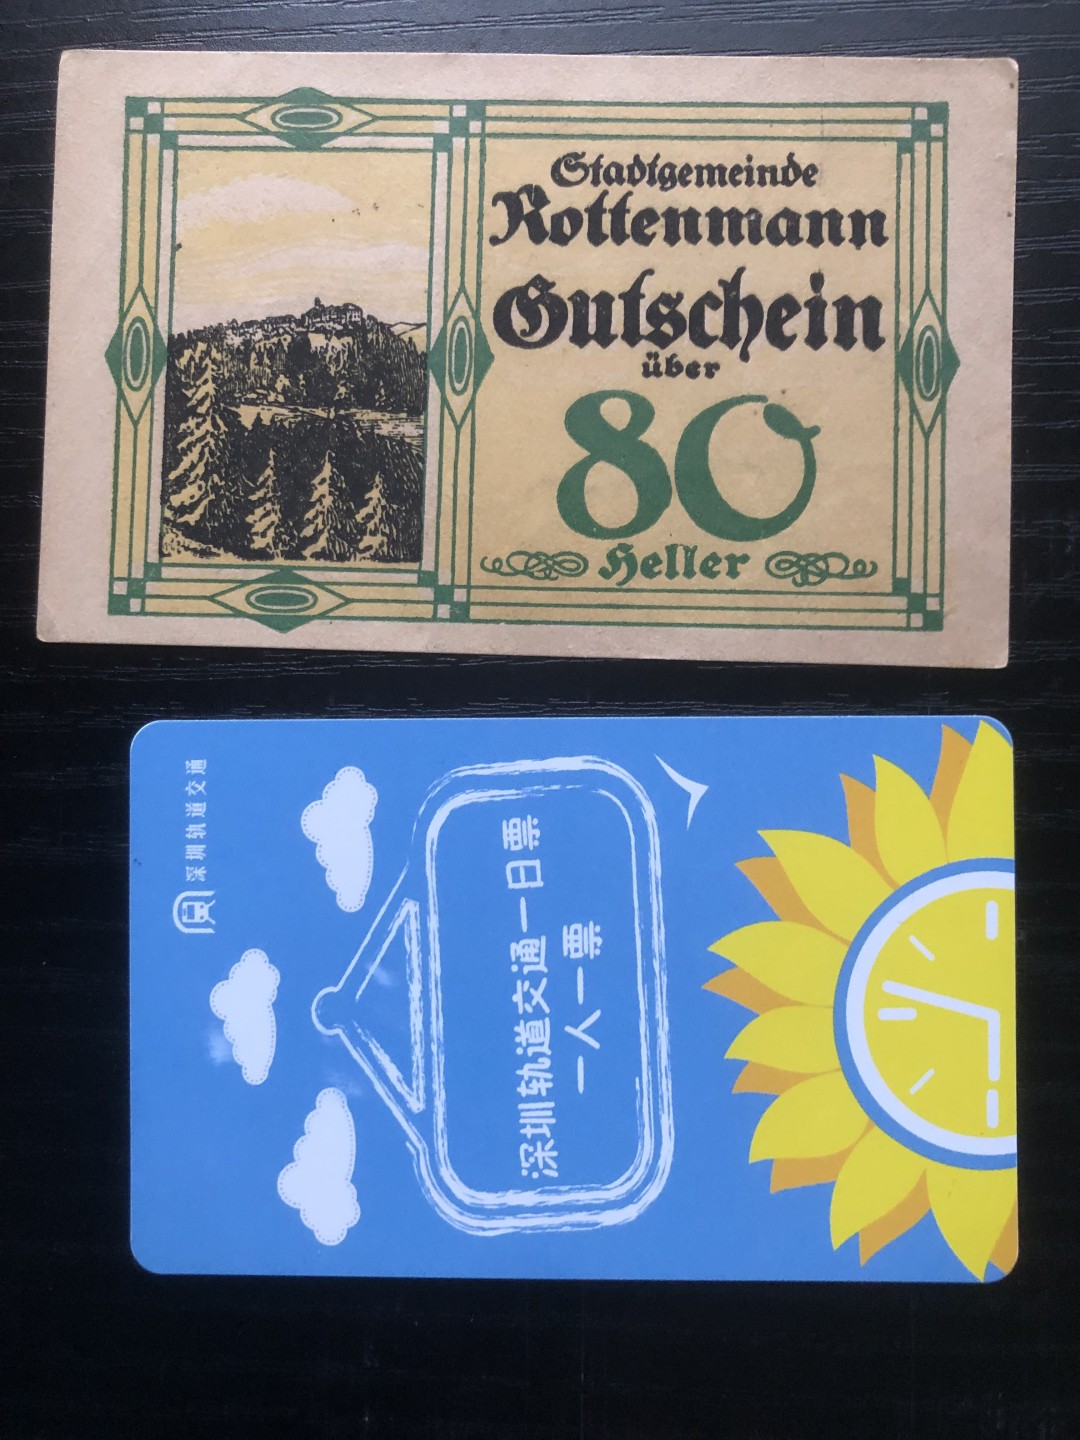 Stadtgemeinde
Rottenmann
Gutschein
über
80
Heller
深圳轨道交通
深圳轨道交通一日票
一人一票